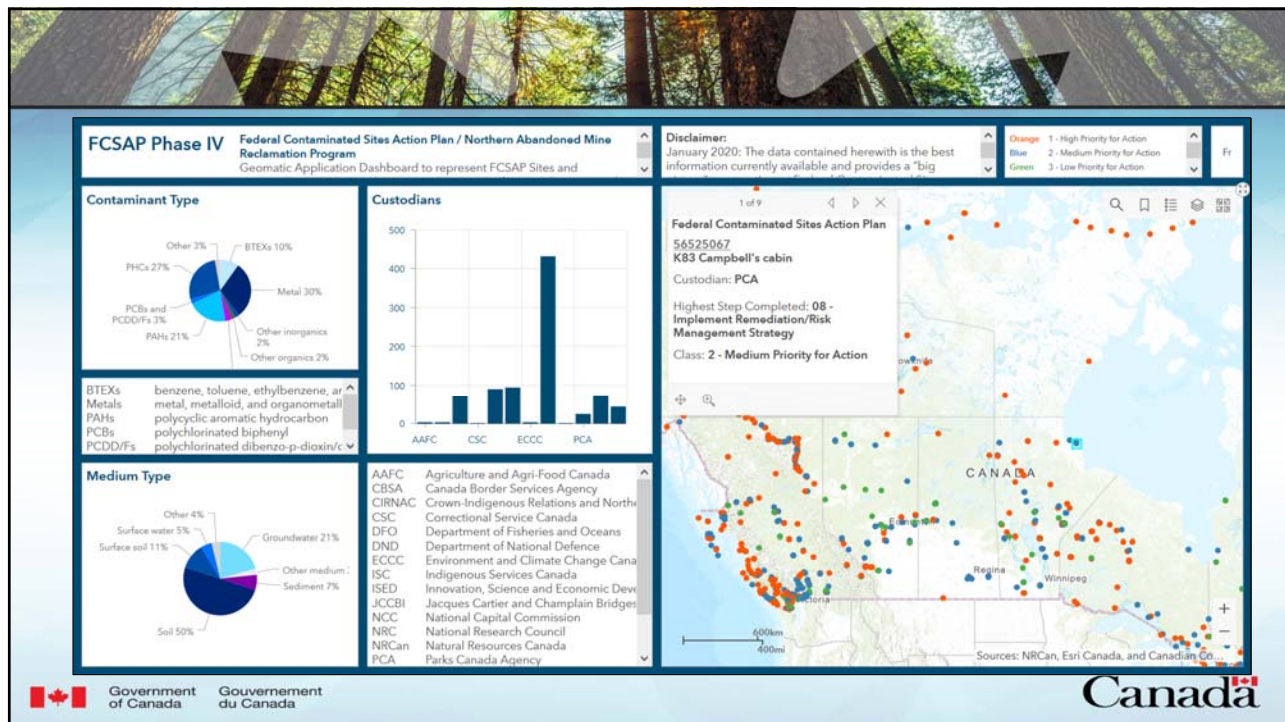 FCSAP Phase IV
Federal Contaminated Sites Action Plan / Northern Abandoned Mine
Reclamation Program
Geomatic Application Dashboard to represent FCSAP Sites and
Disclaimer:
January 2020: The data contained herewith is the best
information currently available and provides a "big
Orange 1 - High Priority for Action
Blue 2 - Medium Priority for Action
Green 3 - Low Priority for Action
Fr
Contaminant Type
Other 3%
BTEXs 10%
PHCs 27%
Metal 30%
PCBs and
PCDD/Fs 3%
Other inorganics
2%
PAHs 21%
Other organics 2%
BTEXs benzene, toluene, ethylbenzene, ar
Metals metal, metalloid, and organometall
PAHs polycyclic aromatic hydrocarbon
PCBs polychlorinated biphenyl
PCDD/Fs polychlorinated dibenzo-p-dioxin/c
Medium Type
Other 4%
Surface water 5%
Groundwater 21%
Surface soil 11%
Other medium
Sediment 7%
Soil 50%
Custodians
500
400
300
200
100
0
AAFC CSC ECCC PCA
AAFC Agriculture and Agri-Food Canada
CBSA Canada Border Services Agency
CIRNAC Crown-Indigenous Relations and Northe
CSC Correctional Service Canada
DFO Department of Fisheries and Oceans
DND Department of National Defence
ECCC Environment and Climate Change Cana
ISC Indigenous Services Canada
ISED Innovation, Science and Economic Deve
JCCBI Jacques Cartier and Champlain Bridges
NCC National Capital Commission
NRC National Research Council
NRCan Natural Resources Canada
PCA Parks Canada Agency
1 of 9
Federal Contaminated Sites Action Plan
56525067
K83 Campbell's cabin
Custodian: PCA
Highest Step Completed: 08 -
Implement Remediation/Risk
Management Strategy
Class: 2 - Medium Priority for Action
CANADA
Regina
Winnipeg
600km
400mi
Sources: NRCan, Esri Canada, and Canadian Co...
Government
of Canada
Gouvernement
du Canada
Canada